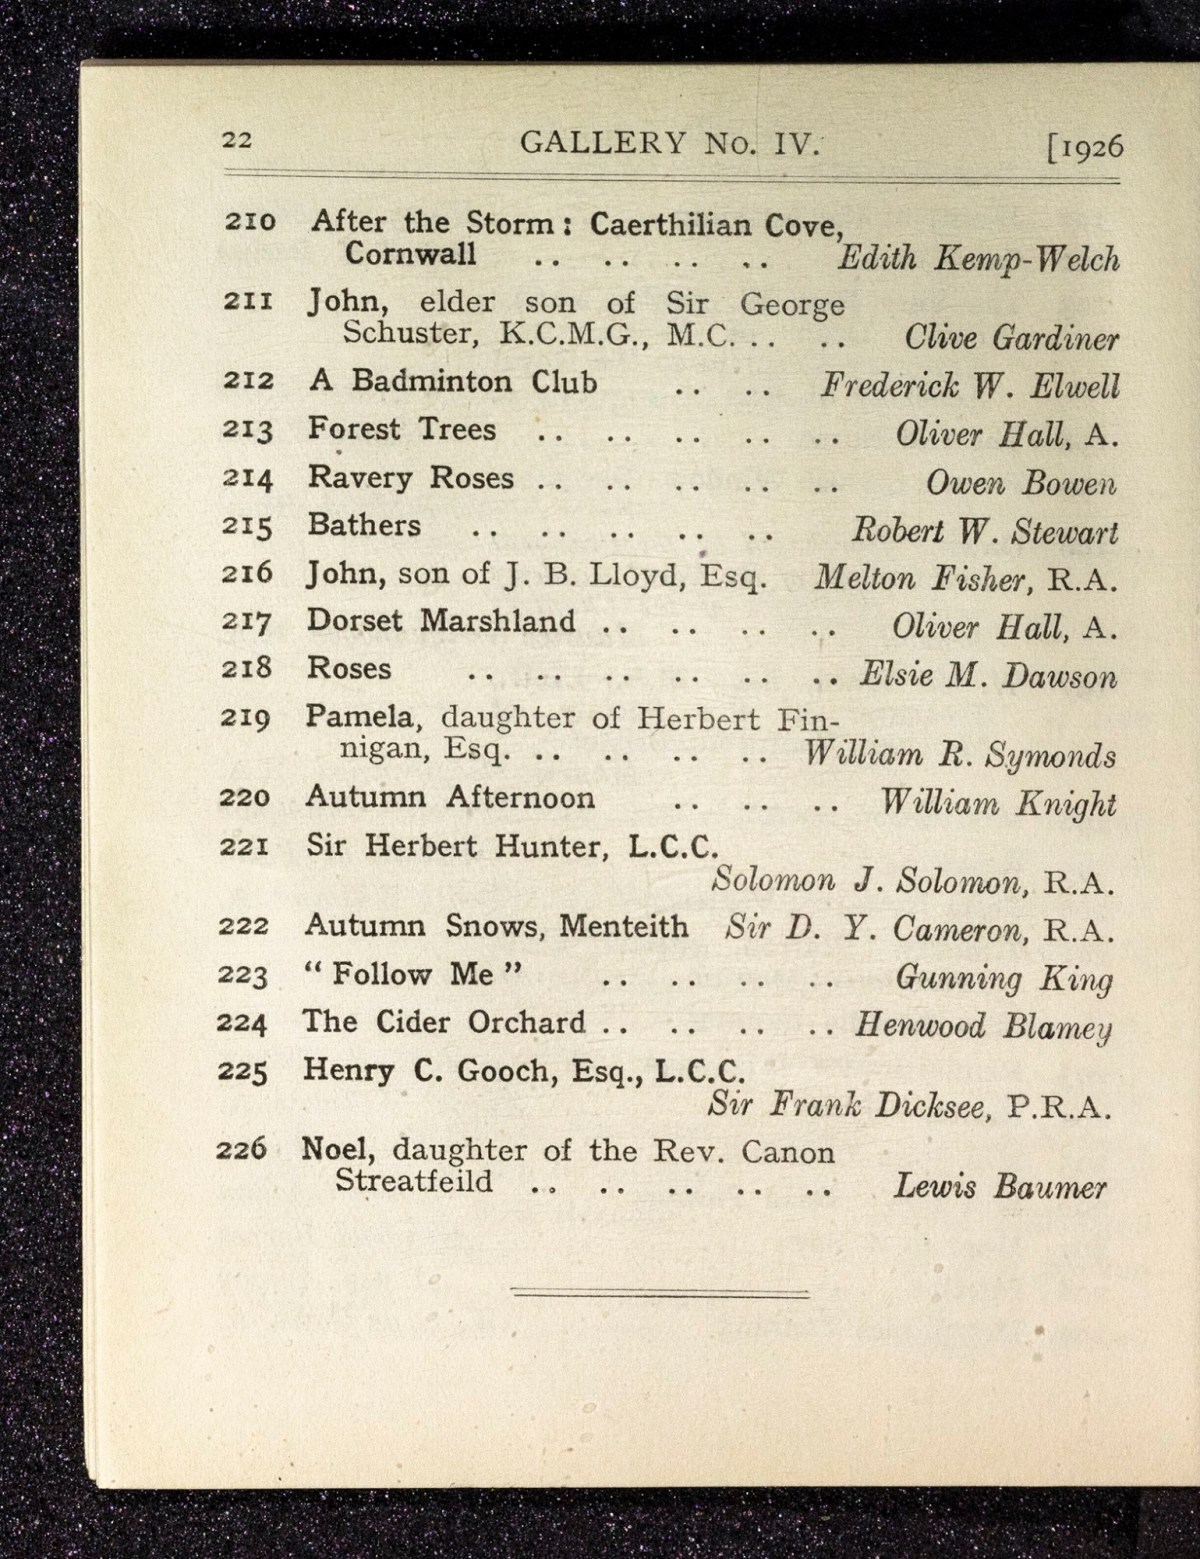 22 GALLERY No. IV. [1926
210 After the Storm: Caerthilian Cove,
Cornwall .. .. .. .. Edith Kemp-Welch
211 John, elder son of Sir George
Schuster, K.C.M.G., M.C. .. .. Clive Gardiner
212 A Badminton Club .. .. Frederick W. Elwell
213 Forest Trees .. .. .. .. .. Oliver Hall, A.
214 Ravery Roses .. .. .. .. .. Owen Bowen
215 Bathers .. .. .. .. .. Robert W. Stewart
216 John, son of J. B. Lloyd, Esq. Melton Fisher, R.A.
217 Dorset Marshland .. .. .. .. Oliver Hall, A.
218 Roses .. .. .. .. .. .. Elsie M. Dawson
219 Pamela, daughter of Herbert Fin-
nigan, Esq. .. .. .. .. William R. Symonds
220 Autumn Afternoon .. .. .. William Knight
221 Sir Herbert Hunter, L.C.C.
Solomon J. Solomon, R.A.
222 Autumn Snows, Menteith Sir D. Y. Cameron, R.A.
223 “Follow Me” .. .. .. .. Gunning King
224 The Cider Orchard .. .. .. .. Henwood Blamey
225 Henry C. Gooch, Esq., L.C.C.
Sir Frank Dicksee, P.R.A.
226 Noel, daughter of the Rev. Canon
Streatfeild .. .. .. .. .. Lewis Baumer